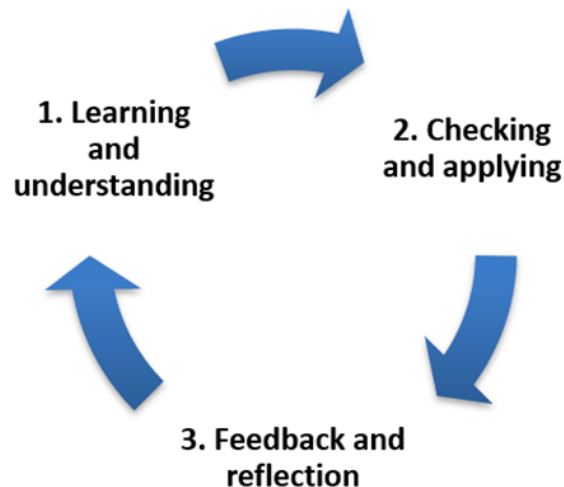 1. Learning
and
understanding
2. Checking
and applying
3. Feedback and
reflection